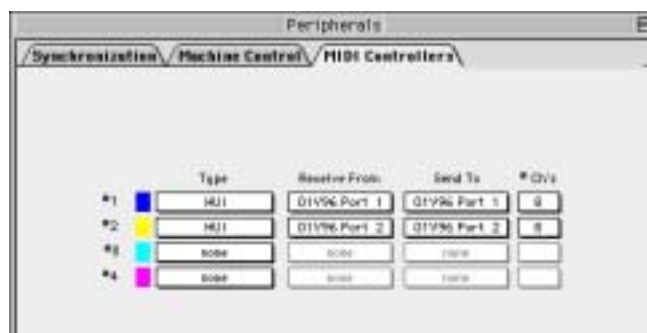 Peripherals
Synchronization Machine Control MIDI Controllers
Type Receive From Send To # Ch's
#1 HUI 01V96 Port 1 01V96 Port 1 8
#2 HUI 01V96 Port 2 01V96 Port 2 8
#3 none none none
#4 none none none